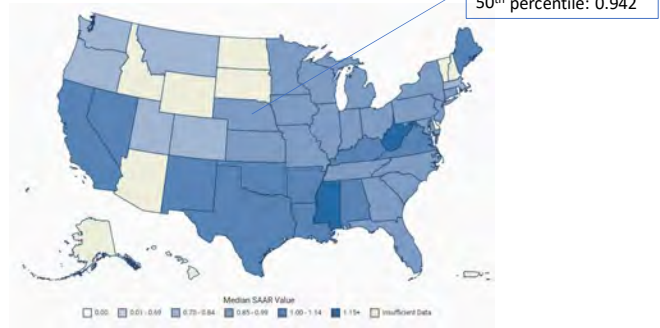 50th percentile: 0.942
Median SAAR Value
0.00 0.01 - 0.69 0.70 - 0.84 0.85 - 0.99 1.00 - 1.14 1.15+ Insufficient Data